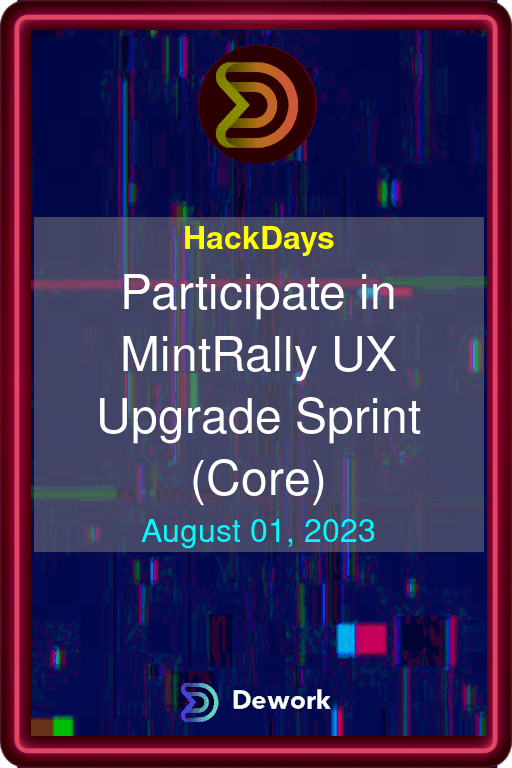 HackDays
Participate in
MintRally UX
Upgrade Sprint
(Core)
August 01, 2023
Dework